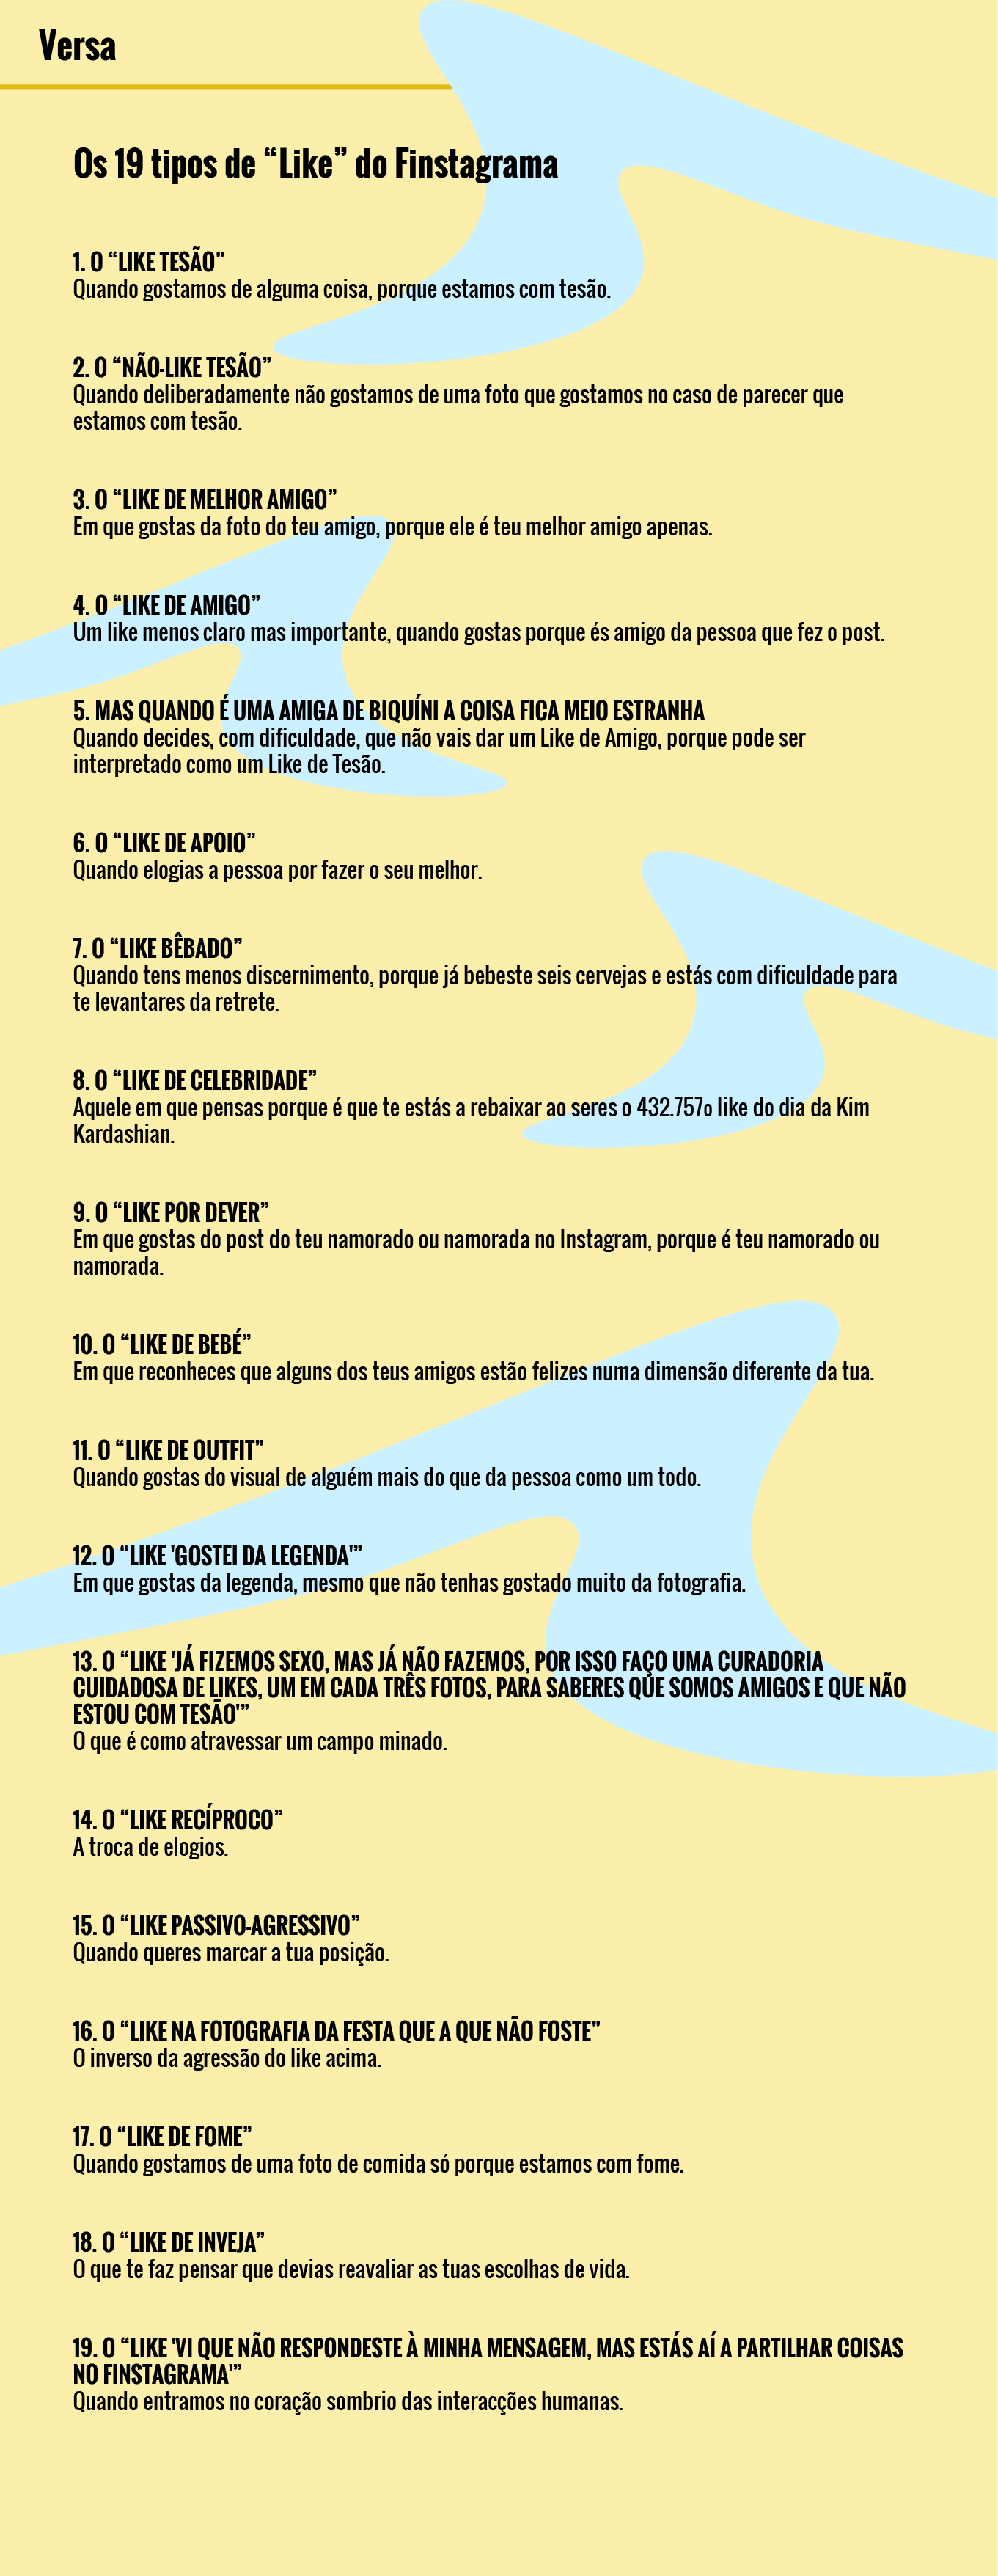 Versa
Os 19 tipos de “Like” do Finstagrama
1. O “LIKE TESÃO”
Quando gostamos de alguma coisa, porque estamos com tesão.
2. O “NÃO-LIKE TESÃO”
Quando deliberadamente não gostamos de uma foto que gostamos no caso de parecer que
estamos com tesão.
3. O “LIKE DE MELHOR AMIGO”
Em que gostas da foto do teu amigo, porque ele é teu melhor amigo apenas.
4. O “LIKE DE AMIGO”
Um like menos claro mas importante, quando gostas porque és amigo da pessoa que fez o post.
5. MAS QUANDO É UMA AMIGA DE BIQUÍNI A COISA FICA MEIO ESTRANHA
Quando decides, com dificuldade, que não vais dar um Like de Amigo, porque pode ser
interpretado como um Like de Tesão.
6. O “LIKE DE APOIO”
Quando elogias a pessoa por fazer o seu melhor.
7. O “LIKE BÊBADO”
Quando tens menos discernimento, porque já bebeste seis cervejas e estás com dificuldade para
te levantares da retrete.
8. O “LIKE DE CELEBRIDADE”
Aquele em que pensas porque é que te estás a rebaixar ao seres o 432.757o like do dia da Kim
Kardashian.
9. O “LIKE POR DEVER”
Em que gostas do post do teu namorado ou namorada no Instagram, porque é teu namorado ou
namorada.
10. O “LIKE DE BEBÉ”
Em que reconheces que alguns dos teus amigos estão felizes numa dimensão diferente da tua.
11. O “LIKE DE OUTFIT”
Quando gostas do visual de alguém mais do que da pessoa como um todo.
12. O “LIKE 'GOSTEI DA LEGENDA'”
Em que gostas da legenda, mesmo que não tenhas gostado muito da fotografia.
13. O “LIKE 'JÁ FIZEMOS SEXO, MAS JÁ NÃO FAZEMOS, POR ISSO FAÇO UMA CURADORIA
CUIDADOSA DE LIKES, UM EM CADA TRÊS FOTOS, PARA SABERES QUE SOMOS AMIGOS E QUE NÃO
ESTOU COM TESÃO'”
O que é como atravessar um campo minado.
14. O “LIKE RECÍPROCO”
A troca de elogios.
15. O “LIKE PASSIVO-AGRESSIVO”
Quando queres marcar a tua posição.
16. O “LIKE NA FOTOGRAFIA DA FESTA QUE A QUE NÃO FOSTE”
O inverso da agressão do like acima.
17. O “LIKE DE FOME”
Quando gostamos de uma foto de comida só porque estamos com fome.
18. O “LIKE DE INVEJA”
O que te faz pensar que devias reavaliar as tuas escolhas de vida.
19. O “LIKE 'VI QUE NÃO RESPONDESTE À MINHA MENSAGEM, MAS ESTÁS AÍ A PARTILHAR COISAS
NO FINSTAGRAMA'”
Quando entramos no coração sombrio das interacções humanas.